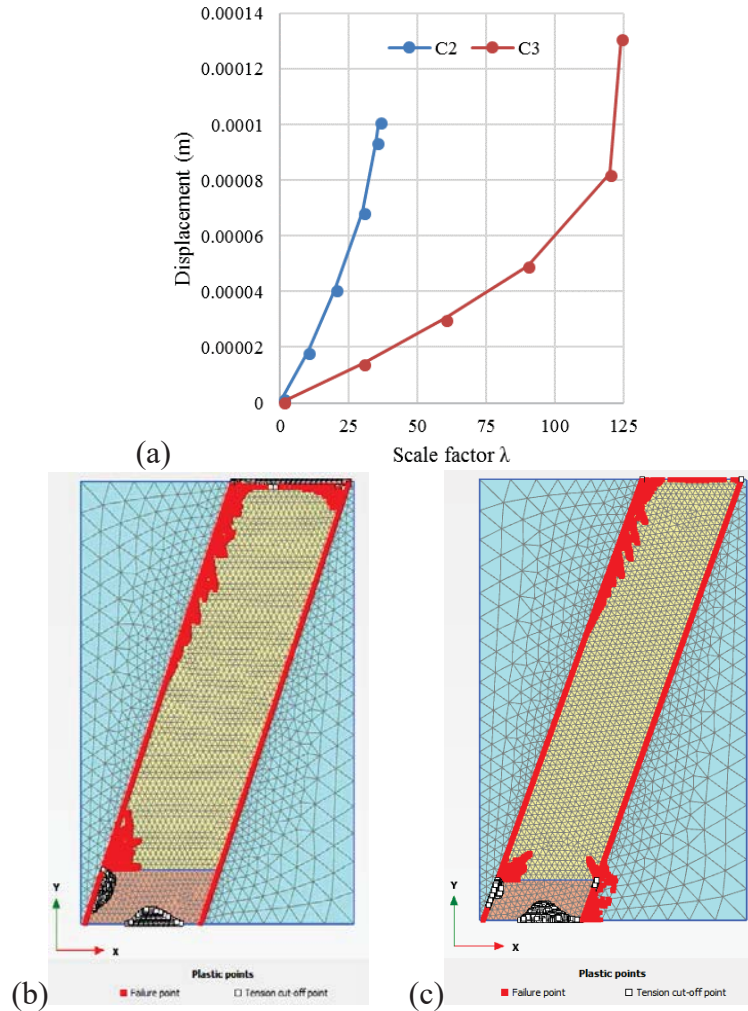 0.00014
C2 C3
0.00012
0.0001
0.00008
0.00006
0.00004
0.00002
0
Displacement (m)
0 25 50 75 100 125
(a) Scale factor λ
Y
X
Plastic points
Failure point Tension cut-off point
(b)
Y
X
Plastic points
Failure point Tension cut-off point
(c)